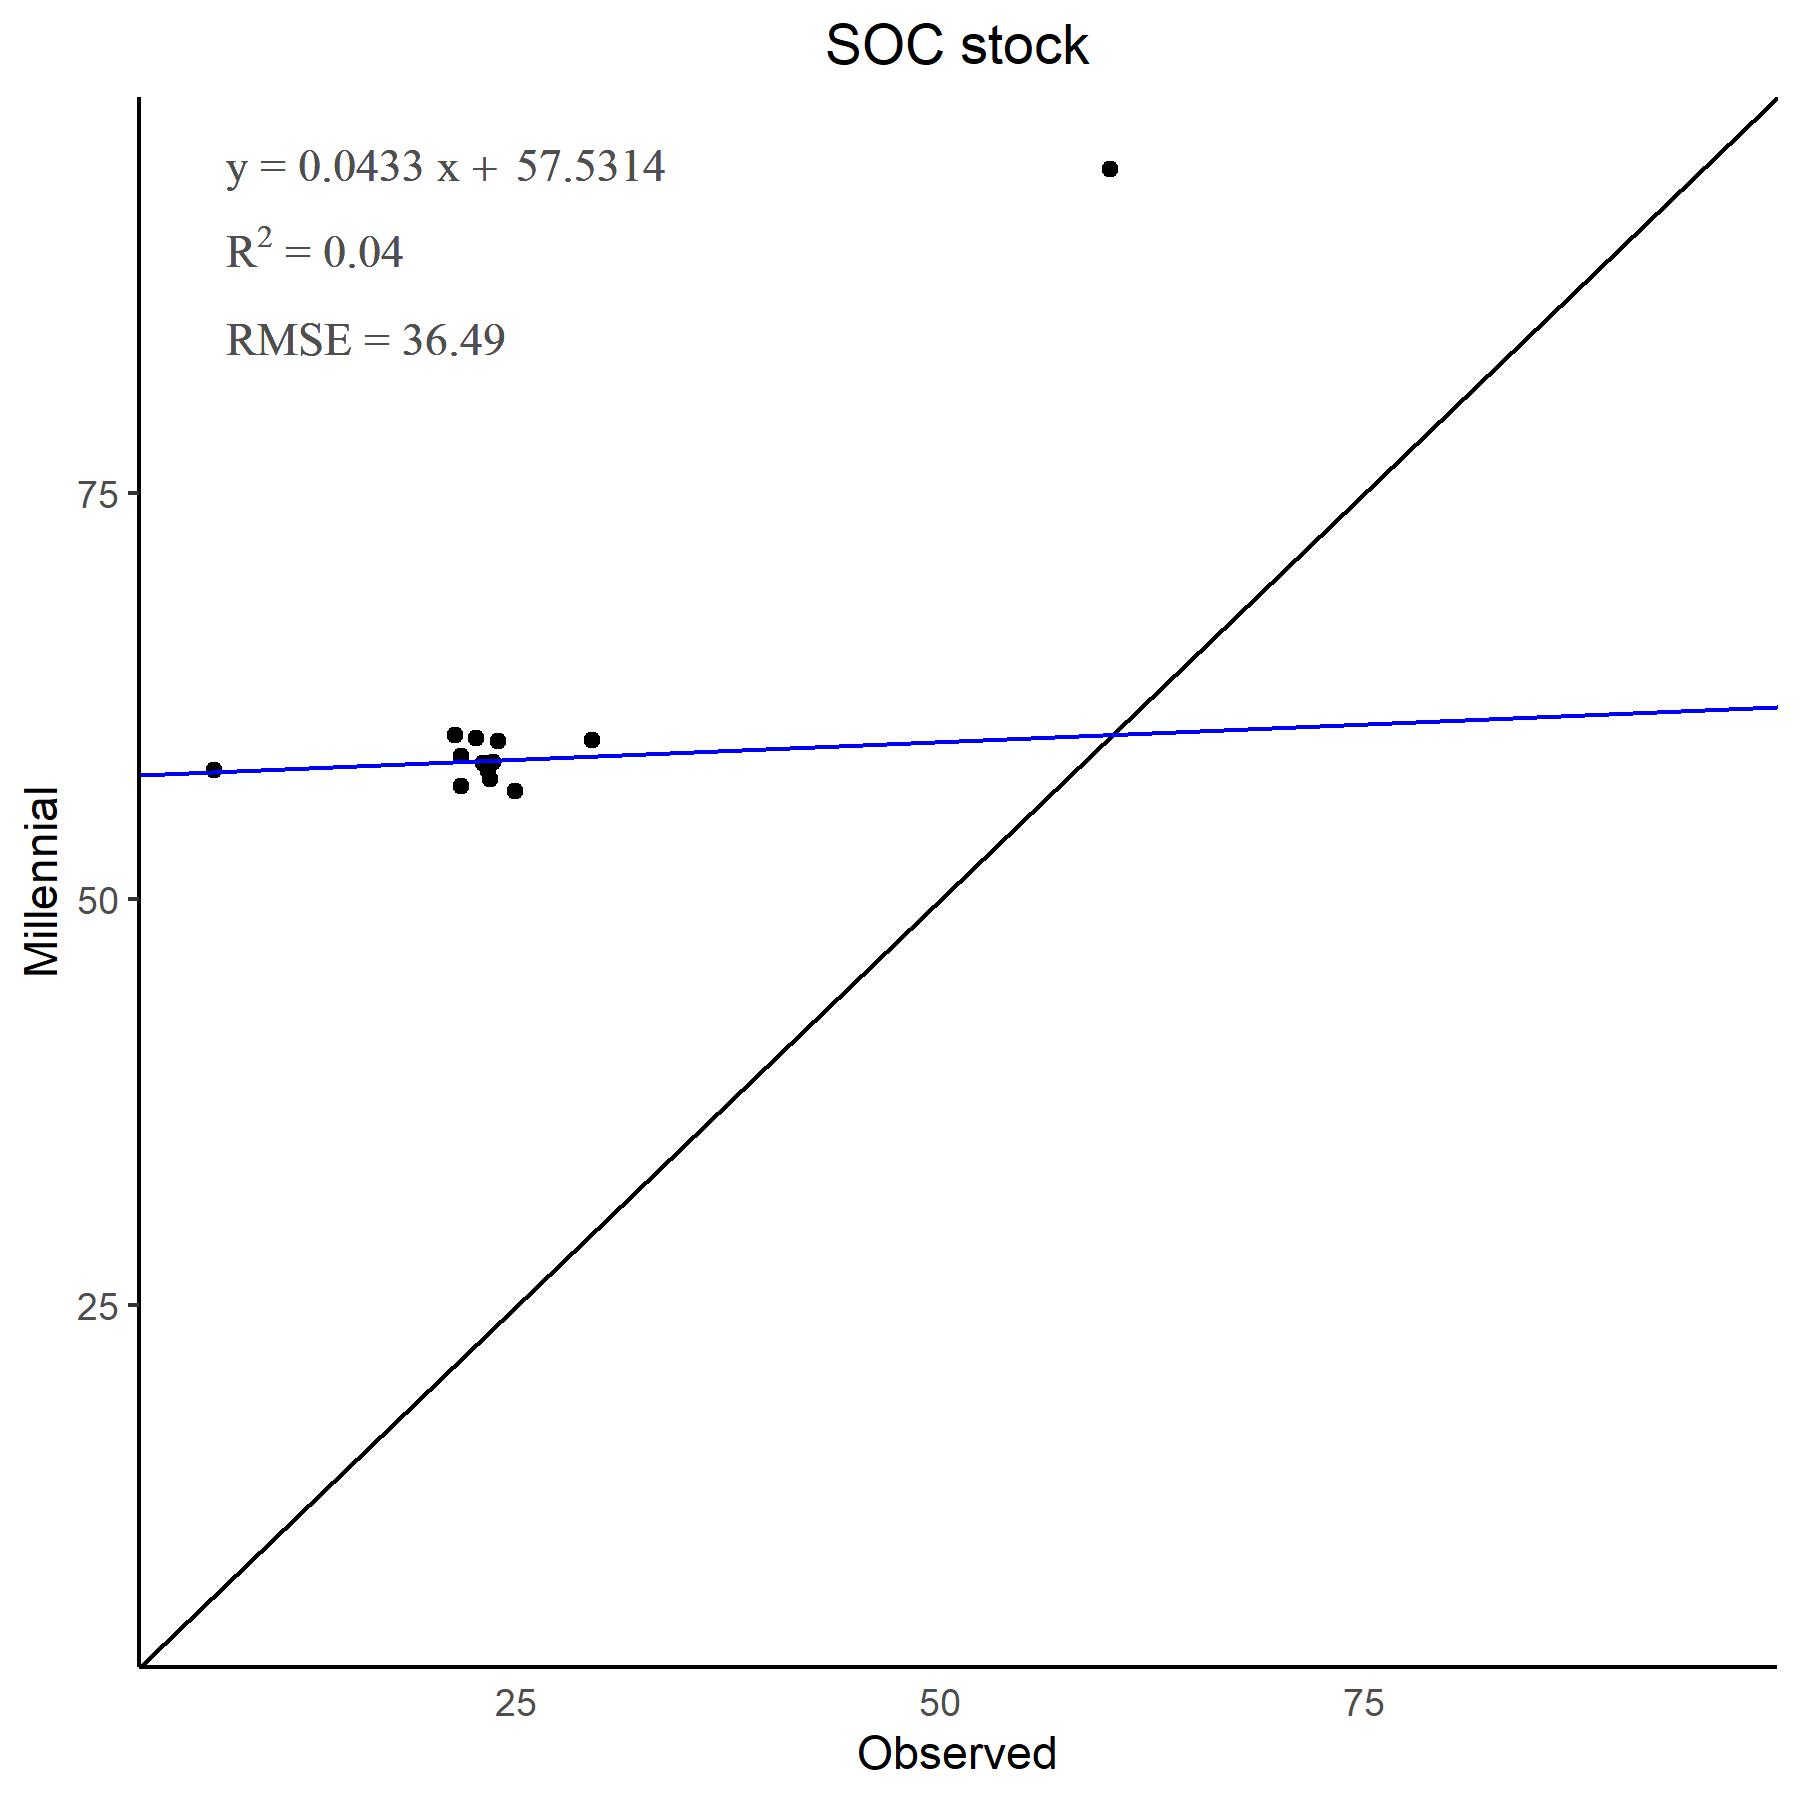 SOC stock
y = 0.0433 x + 57.5314
R² = 0.04
RMSE = 36.49
75
50
25
Millennial
25 50 75
Observed